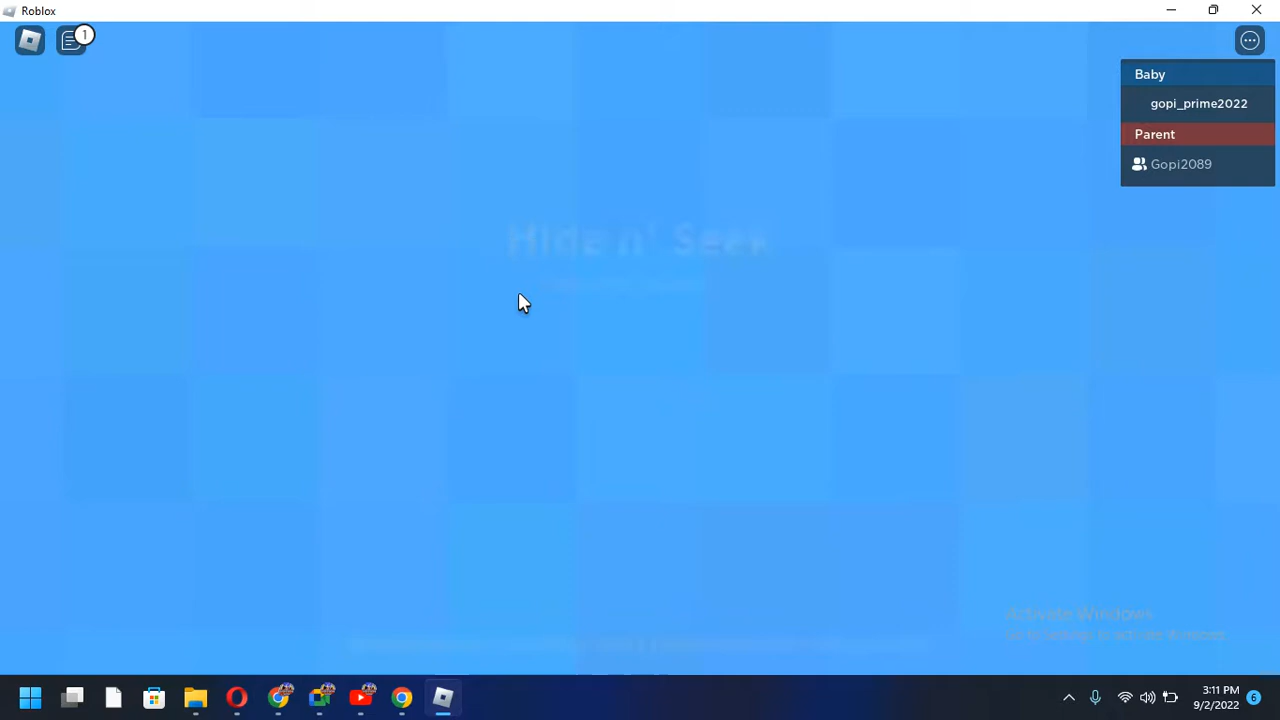 Roblox
1
Baby
gopi_prime2022
Parent
Gopi2089
Hide n' Seek
Activate Windows
Go to Settings to activate Windows.
3:11 PM
9/2/2022
6